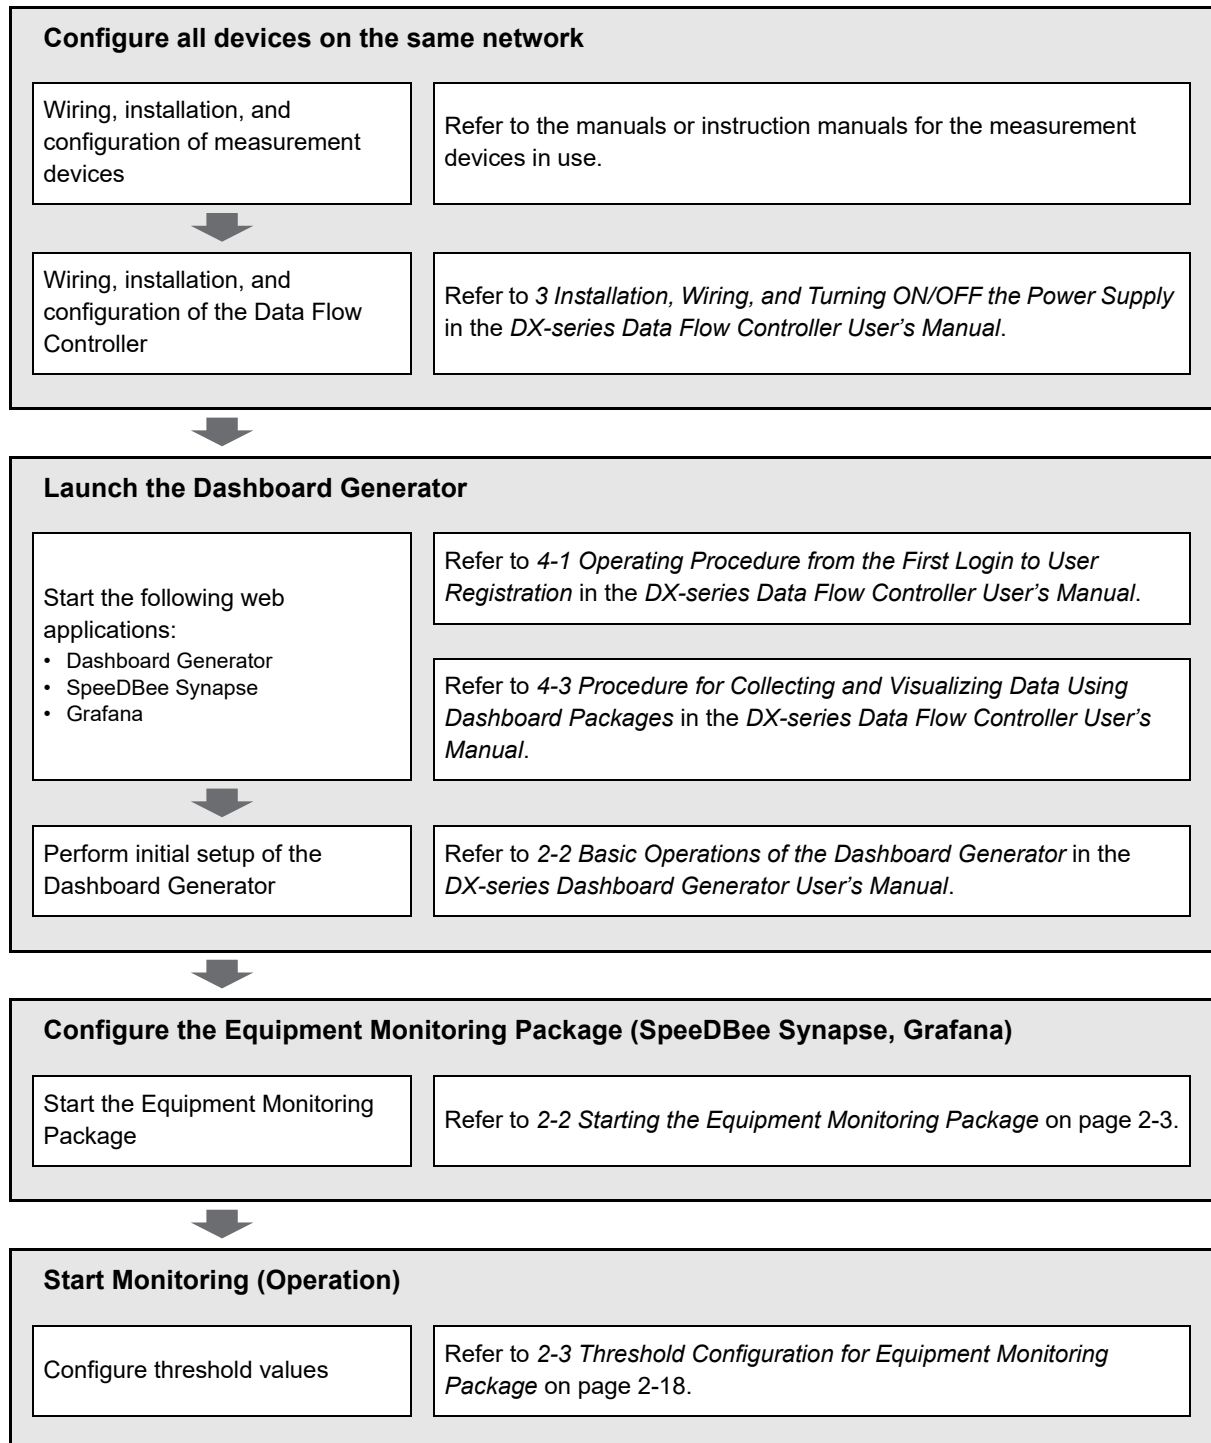 Configure all devices on the same network
Wiring, installation, and
configuration of measurement
devices
Refer to the manuals or instruction manuals for the measurement
devices in use.
Wiring, installation, and
configuration of the Data Flow
Controller
Refer to 3 Installation, Wiring, and Turning ON/OFF the Power Supply
in the DX-series Data Flow Controller User’s Manual.
Launch the Dashboard Generator
Start the following web
applications:
• Dashboard Generator
• SpeeDBee Synapse
• Grafana
Refer to 4-1 Operating Procedure from the First Login to User
Registration in the DX-series Data Flow Controller User’s Manual.
Refer to 4-3 Procedure for Collecting and Visualizing Data Using
Dashboard Packages in the DX-series Data Flow Controller User’s
Manual.
Perform initial setup of the
Dashboard Generator
Refer to 2-2 Basic Operations of the Dashboard Generator in the
DX-series Dashboard Generator User’s Manual.
Configure the Equipment Monitoring Package (SpeeDBee Synapse, Grafana)
Start the Equipment Monitoring
Package
Refer to 2-2 Starting the Equipment Monitoring Package on page 2-3.
Start Monitoring (Operation)
Configure threshold values
Refer to 2-3 Threshold Configuration for Equipment Monitoring
Package on page 2-18.